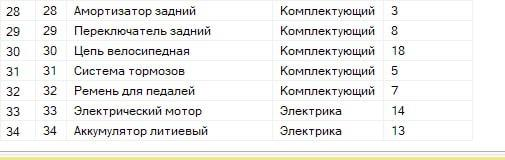 28 28 Амортизатор задний Комплектующий 3
29 29 Переключатель задний Комплектующий 8
30 30 Цепь велосипедная Комплектующий 18
31 31 Система тормозов Комплектующий 5
32 32 Ремень для педалей Комплектующий 7
33 33 Электрический мотор Электрика 14
34 34 Аккумулятор литиевый Электрика 13